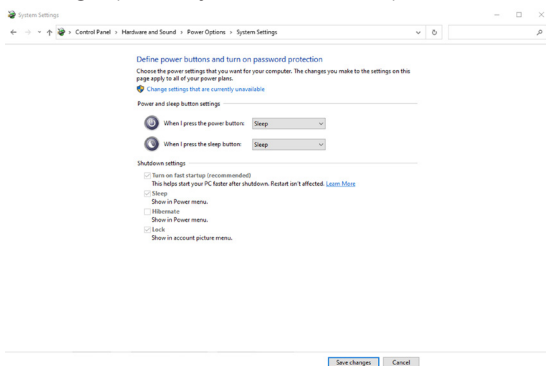 System Settings
Control Panel > Hardware and Sound > Power Options > System Settings
Define power buttons and turn on password protection
Choose the power settings that you want for your computer. The changes you make to the settings on this
page apply to all of your power plans.
Change settings that are currently unavailable
Power and sleep button settings
When I press the power button: Sleep
When I press the sleep button: Sleep
Shutdown settings
Turn on fast startup (recommended)
This helps start your PC faster after shutdown. Restart isn't affected. Learn More
Sleep
Show in Power menu.
Hibernate
Show in Power menu.
Lock
Show in account picture menu.
Save changes Cancel